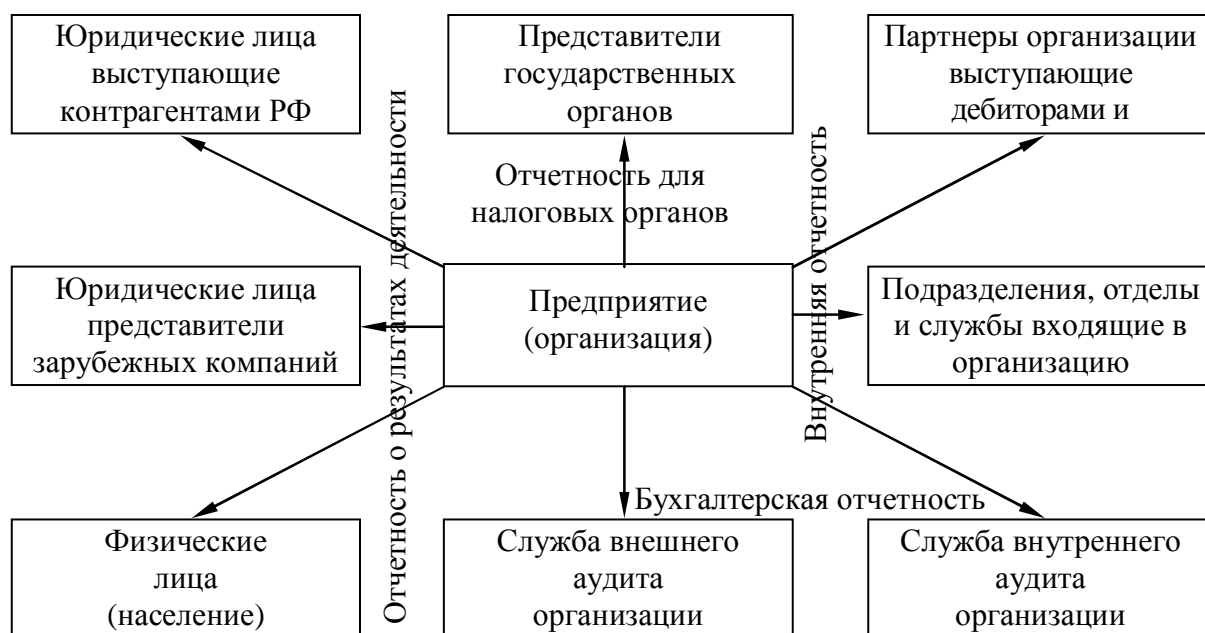 Юридические лица
выступающие
контрагентами РФ
Представители
государственных
органов
Партнеры организации
выступающие
дебиторами и
Отчетность для
налоговых органов
Отчетность о результатах деятельности
Внутренняя отчетность
Юридические лица
представители
зарубежных компаний
Предприятие
(организация)
Подразделения, отделы
и службы входящие в
организацию
Бухгалтерская отчетность
Физические
лица
(население)
Служба внешнего
аудита
организации
Служба внутреннего
аудита
организации